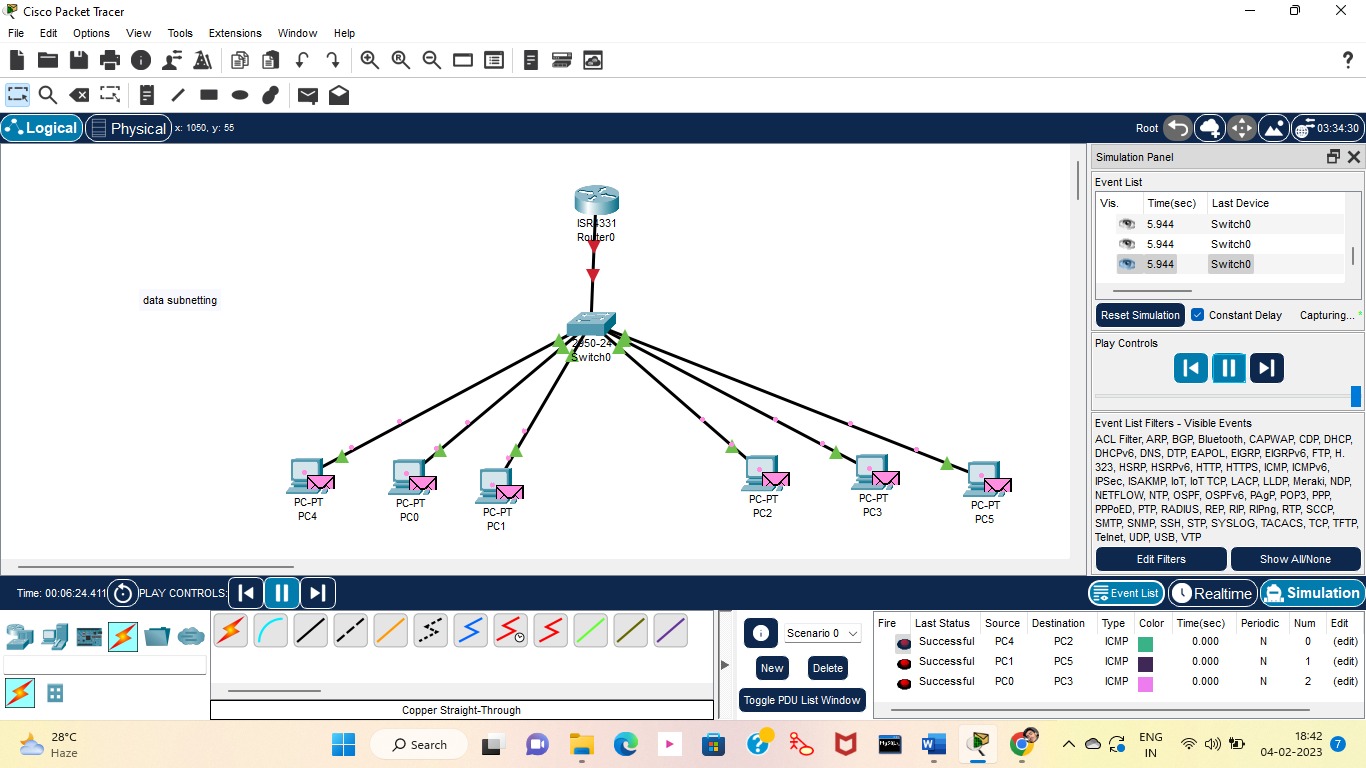 Cisco Packet Tracer
File Edit Options View Tools Extensions Window Help
Logical Physical x: 1050, y: 55 Root 03:34:30
ISR4331
Router0
data subnetting
2950-24
Switch0
PC-PT
PC4
PC-PT
PC0
PC-PT
PC1
PC-PT
PC2
PC-PT
PC3
PC-PT
PC5
Simulation Panel
Event List
Vis. Time(sec) Last Device
5.944 Switch0
5.944 Switch0
5.944 Switch0
Reset Simulation Constant Delay Capturing... *
Play Controls
Event List Filters - Visible Events
ACL Filter, ARP, BGP, Bluetooth, CAPWAP, CDP, DHCP,
DHCPv6, DNS, DTP, EAPOL, EIGRP, EIGRPv6, FTP, H.
323, HSRP, HSRPv6, HTTP, HTTPS, ICMP, ICMPv6,
IPSec, ISAKMP, IoT, IoT TCP, LACP, LLDP, Meraki, NDP,
NETFLOW, NTP, OSPF, OSPFv6, PAgP, POP3, PPP,
PPPoED, PTP, RADIUS, REP, RIP, RIPng, RTP, SCCP,
SMTP, SNMP, SSH, STP, SYSLOG, TACACS, TCP, TFTP,
Telnet, UDP, USB, VTP
Edit Filters Show All/None
Time: 00:06:24.411 PLAY CONTROLS: Event List Realtime Simulation
Copper Straight-Through
Scenario 0
New Delete
Toggle PDU List Window
Fire Last Status Source Destination Type Color Time(sec) Periodic Num Edit
Successful PC4 PC2 ICMP 0.000 N 0 (edit)
Successful PC1 PC5 ICMP 0.000 N 1 (edit)
Successful PC0 PC3 ICMP 0.000 N 2 (edit)
28°C
Haze
Search
MySQL
ENG
IN
18:42
04-02-2023
7